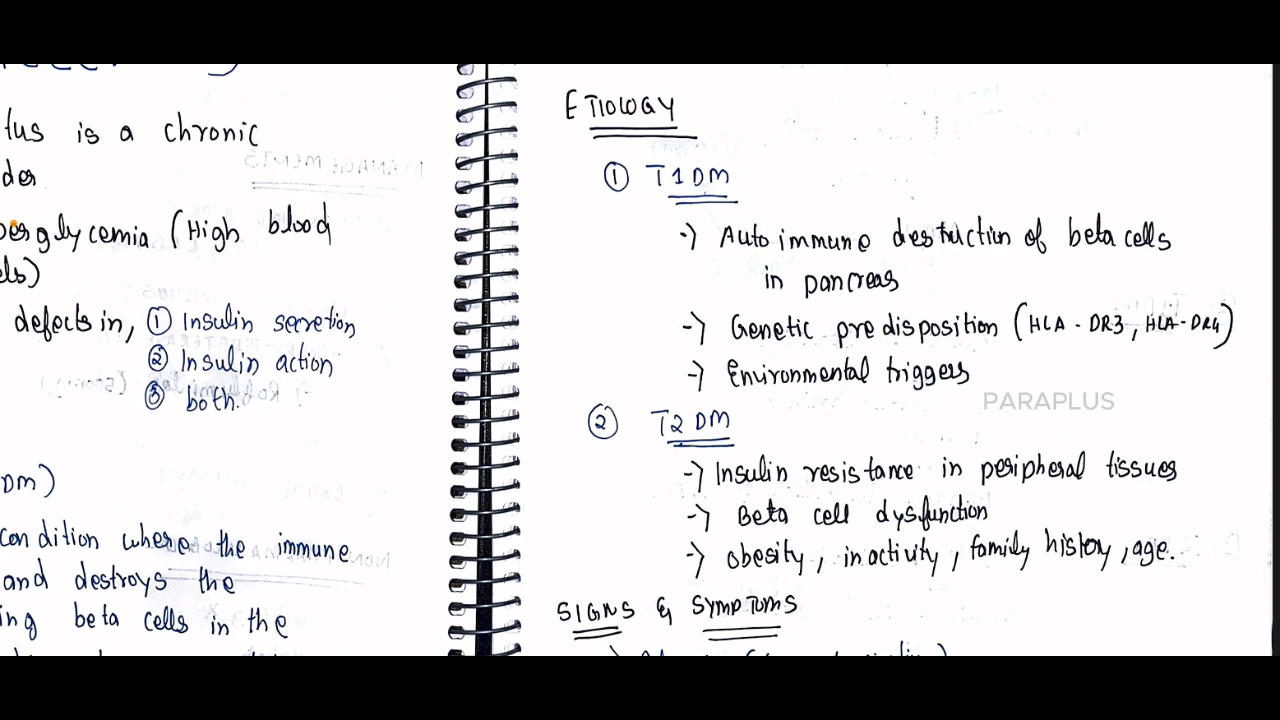 tus is a chronic
der
pergly cemia (High blood
els)
defects in, ① Insulin secretion
② Insulin action
③ both.
DM)
condition where the immune
and destroys the
ing beta cells in the
ETIOLOGY
① T1DM
-> Auto immune destruction of beta cells
in pancreas
-> Genetic predisposition (HLA - DR3, HLA-DR4)
-> Environmental triggers
PARAPLUS
② T2DM
-> Insulin resistance in peripheral tissues
-> Beta cell dysfunction
-> obesity, inactivity, family history, age.
SIGNS & SYMPTOMS